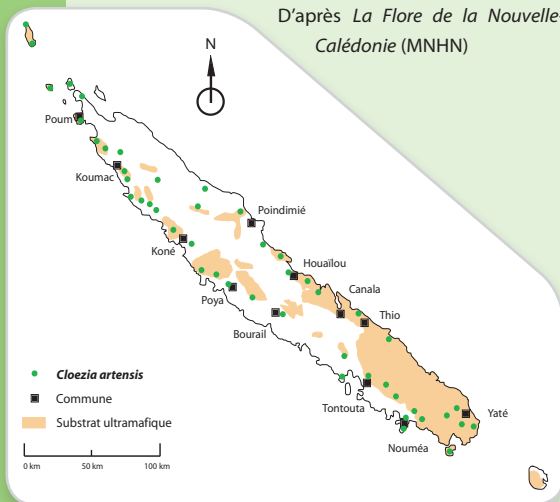 D'après La Flore de la Nouvelle-
Calédonie (MNHN)
N
Poum
Koumac
Poindimié
Koné
Houaïlou
Canala
Poya
Thio
Bourail
Cloezia artensis
Commune
Substrat ultramafique
Tontouta
Yaté
Nouméa
0 km 50 km 100 km